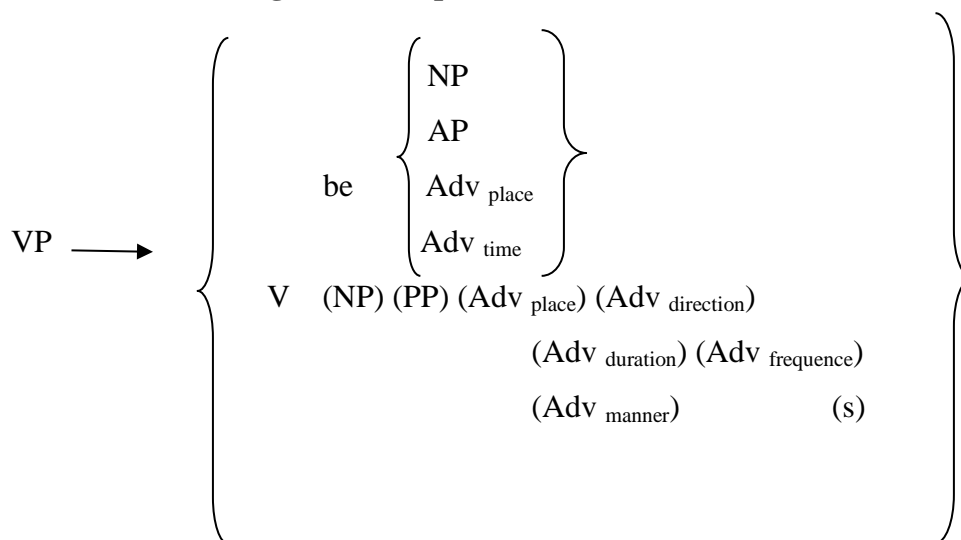 NP
AP
be Adv place
VP Adv time
V (NP) (PP) (Adv place) (Adv direction)
(Adv duration) (Adv frequence)
(Adv manner) (s)